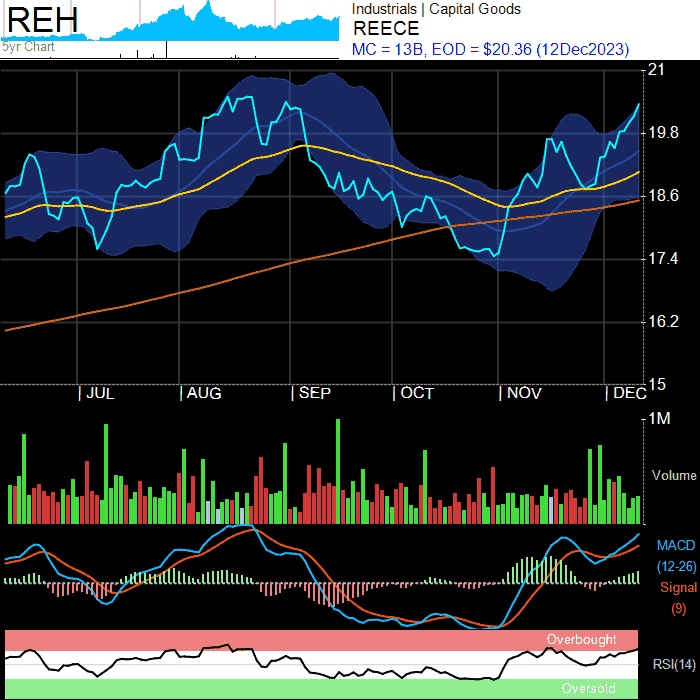 REH
5yr Chart
Industrials | Capital Goods
REECE
MC = 13B, EOD = $20.36 (12Dec2023)
21
19.8
18.6
17.4
16.2
15
| JUL | AUG | SEP | OCT | NOV | DEC
1M
Volume
MACD
(12-26)
Signal
(9)
Overbought
RSI(14)
Oversold